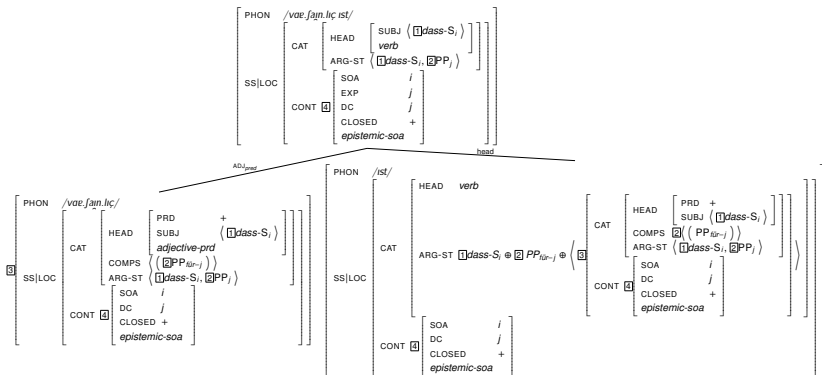 PHON /vɑɐ.ʃaɪ̯n.lɪç ɪst/
SS|LOC
CAT
HEAD
SUBJ ⟨ 1 dass-S_i ⟩
verb
ARG-ST ⟨ 1 dass-S_i, 2 PP_j ⟩
CONT 4
SOA i
EXP j
DC j
CLOSED +
epistemic-soa
ADJ_pred
head
3
PHON /vɑɐ.ʃaɪ̯n.lɪç/
SS|LOC
CAT
HEAD
PRD +
SUBJ ⟨ 1 dass-S_i ⟩
adjective-prd
COMPS ⟨ ( 2 PP_für-j ) ⟩
ARG-ST ⟨ 1 dass-S_i, 2 PP_j ⟩
CONT 4
SOA i
DC j
CLOSED +
epistemic-soa
PHON /ɪst/
SS|LOC
CAT
HEAD verb
ARG-ST 1 dass-S_i ⊕ 2 PP_für-j ⊕ ⟨ 3
CAT
HEAD
PRD +
SUBJ ⟨ 1 dass-S_i ⟩
COMPS 2 ⟨ ( PP_für-j ) ⟩
ARG-ST ⟨ 1 dass-S_i, 2 PP_j ⟩
CONT 4
SOA i
DC j
CLOSED +
epistemic-soa
⟩
CONT 4
SOA i
DC j
CLOSED +
epistemic-soa